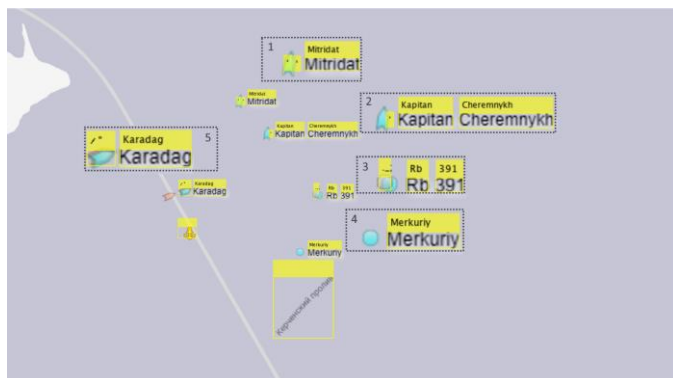 1
Mitridat
Mitridat
Mitridat
Mitridat
2
Kapitan Cheremnykh
Kapitan Cheremnykh
Kapitan Cheremnykh
Kapitan Cheremnykh
5
Karadag
Karadag
Karadag
Karadag
3
Rb 391
Rb 391
Rb 391
Rb 391
4
Merkuriy
Merkuriy
Merkuriy
Merkuriy
Керченский пролив